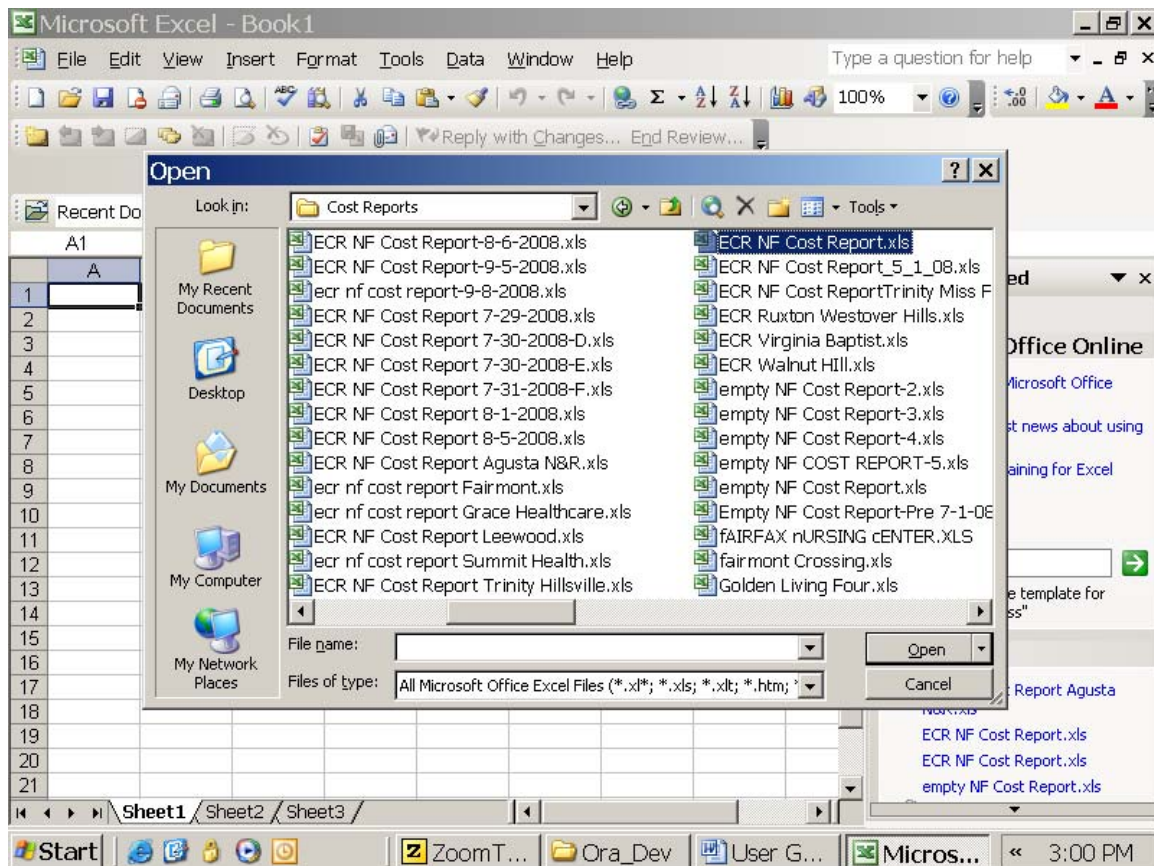 Microsoft Excel - Book1
File Edit View Insert Format Tools Data Window Help Type a question for help
100%
Reply with Changes... End Review...
Open
Recent Do
Look in: Cost Reports Tools
A1
A
1
2
3
4
5
6
7
8
9
10
11
12
13
14
15
16
17
18
19
20
21
My Recent
Documents
Desktop
My Documents
My Computer
My Network
Places
ECR NF Cost Report-8-6-2008.xls
ECR NF Cost Report-9-5-2008.xls
ecr nf cost report-9-8-2008.xls
ECR NF Cost Report 7-29-2008.xls
ECR NF Cost Report 7-30-2008-D.xls
ECR NF Cost Report 7-30-2008-E.xls
ECR NF Cost Report 7-31-2008-F.xls
ECR NF Cost Report 8-1-2008.xls
ECR NF Cost Report 8-5-2008.xls
ECR NF Cost Report Agusta N&R.xls
ecr nf cost report Fairmont.xls
ecr nf cost report Grace Healthcare.xls
ECR NF Cost Report Leewood.xls
ecr nf cost report Summit Health.xls
ECR NF Cost Report Trinity Hillsville.xls
ECR NF Cost Report.xls
ECR NF Cost Report_5_1_08.xls
ECR NF Cost ReportTrinity Miss F
ECR Ruxton Westover Hills.xls
ECR Virginia Baptist.xls
ECR Walnut HIll.xls
empty NF Cost Report-2.xls
empty NF Cost Report-3.xls
empty NF Cost Report-4.xls
empty NF COST REPORT-5.xls
empty NF Cost Report.xls
Empty NF Cost Report-Pre 7-1-08
fAIRFAX nURSING cENTER.XLS
fairmont Crossing.xls
Golden Living Four.xls
File name:
Open
Files of type: All Microsoft Office Excel Files (*.xl*; *.xls; *.xlt; *.htm; *
Cancel
ed
Office Online
Microsoft Office
st news about using
aining for Excel
e template for
ss"
Report Agusta
N&R.xls
ECR NF Cost Report.xls
ECR NF Cost Report.xls
empty NF Cost Report.xls
Sheet1 Sheet2 Sheet3
Start ZoomT... Ora_Dev User G... Micros... « 3:00 PM